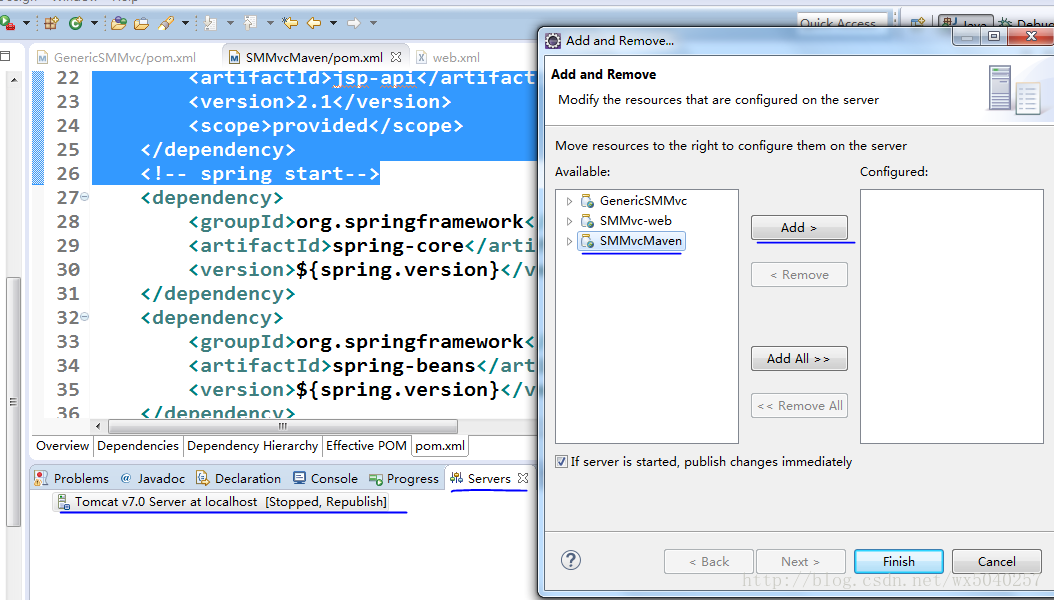 Quick Access
Java
Debug
GenericSMMvc/pom.xml
SMMvcMaven/pom.xml
web.xml
22 <artifactId>jsp-api</artifact
23 <version>2.1</version>
24 <scope>provided</scope>
25 </dependency>
26 <!-- spring start-->
27 <dependency>
28 <groupId>org.springframework<
29 <artifactId>spring-core</arti
30 <version>${spring.version}</v
31 </dependency>
32 <dependency>
33 <groupId>org.springframework<
34 <artifactId>spring-beans</art
35 <version>${spring.version}</v
36 </dependency>
Overview Dependencies Dependency Hierarchy Effective POM pom.xml
Problems @ Javadoc Declaration Console Progress Servers
Tomcat v7.0 Server at localhost [Stopped, Republish]
Add and Remove...
Add and Remove
Modify the resources that are configured on the server
Move resources to the right to configure them on the server
Available:
Configured:
GenericSMMvc
SMMvc-web
SMMvcMaven
Add >
< Remove
Add All >>
<< Remove All
If server is started, publish changes immediately
?
< Back
Next >
Finish
Cancel
http://blog.csdn.net/wx5040257